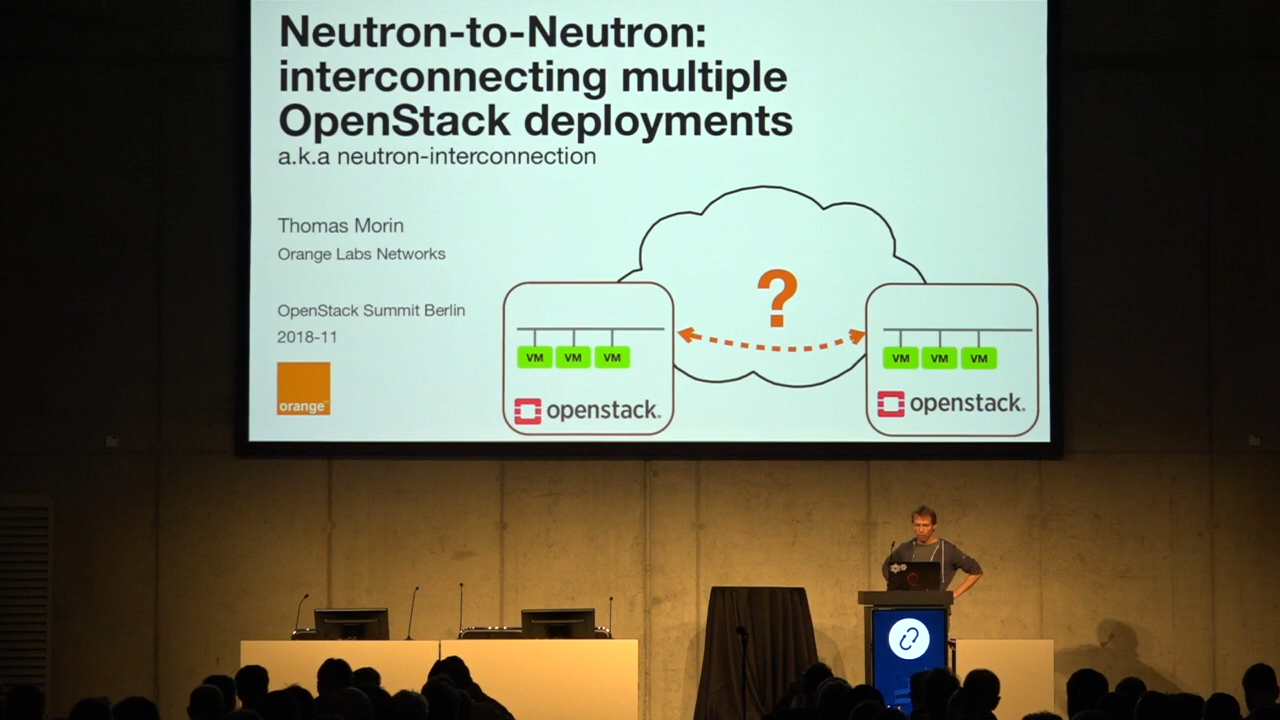 Neutron-to-Neutron:
interconnecting multiple
OpenStack deployments
a.k.a neutron-interconnection
Thomas Morin
Orange Labs Networks
OpenStack Summit Berlin
2018-11
orange™
?
VM VM VM
openstack.
VM VM VM
openstack.